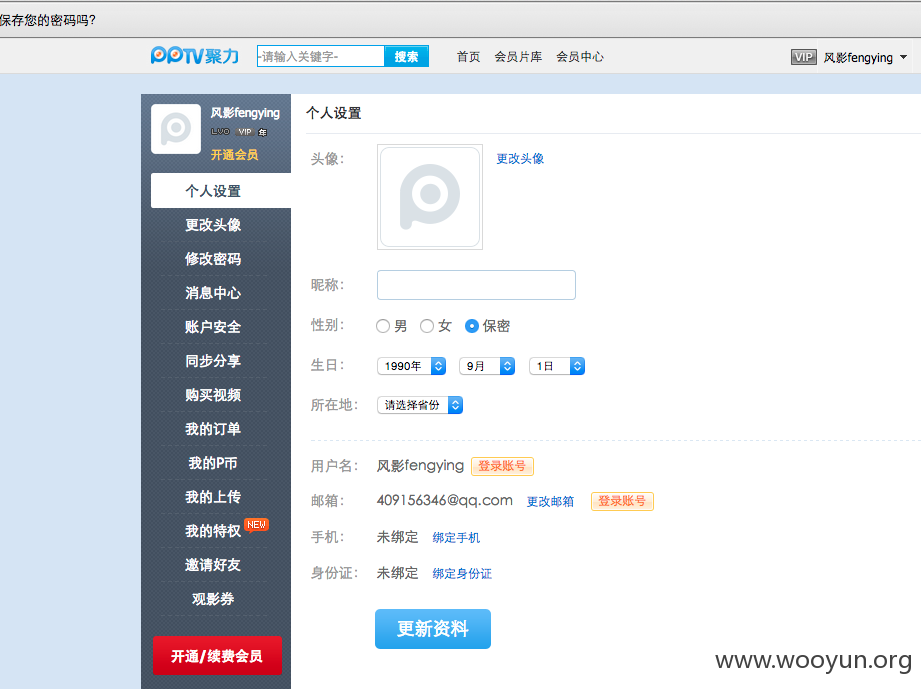 保存您的密码吗?
PPTV聚力 -请输入关键字- 搜索 首页 会员片库 会员中心 VIP 风影fengying
风影fengying
LV0 VIP 年
开通会员
个人设置
更改头像
修改密码
消息中心
账户安全
同步分享
购买视频
我的订单
我的P币
我的上传
我的特权 NEW
邀请好友
观影券
开通/续费会员
个人设置
头像: 更改头像
昵称:
性别: 男 女 保密
生日: 1990年 9月 1日
所在地: 请选择省份
用户名: 风影fengying 登录账号
邮箱: 409156346@qq.com 更改邮箱 登录账号
手机: 未绑定 绑定手机
身份证: 未绑定 绑定身份证
更新资料
www.wooyun.org